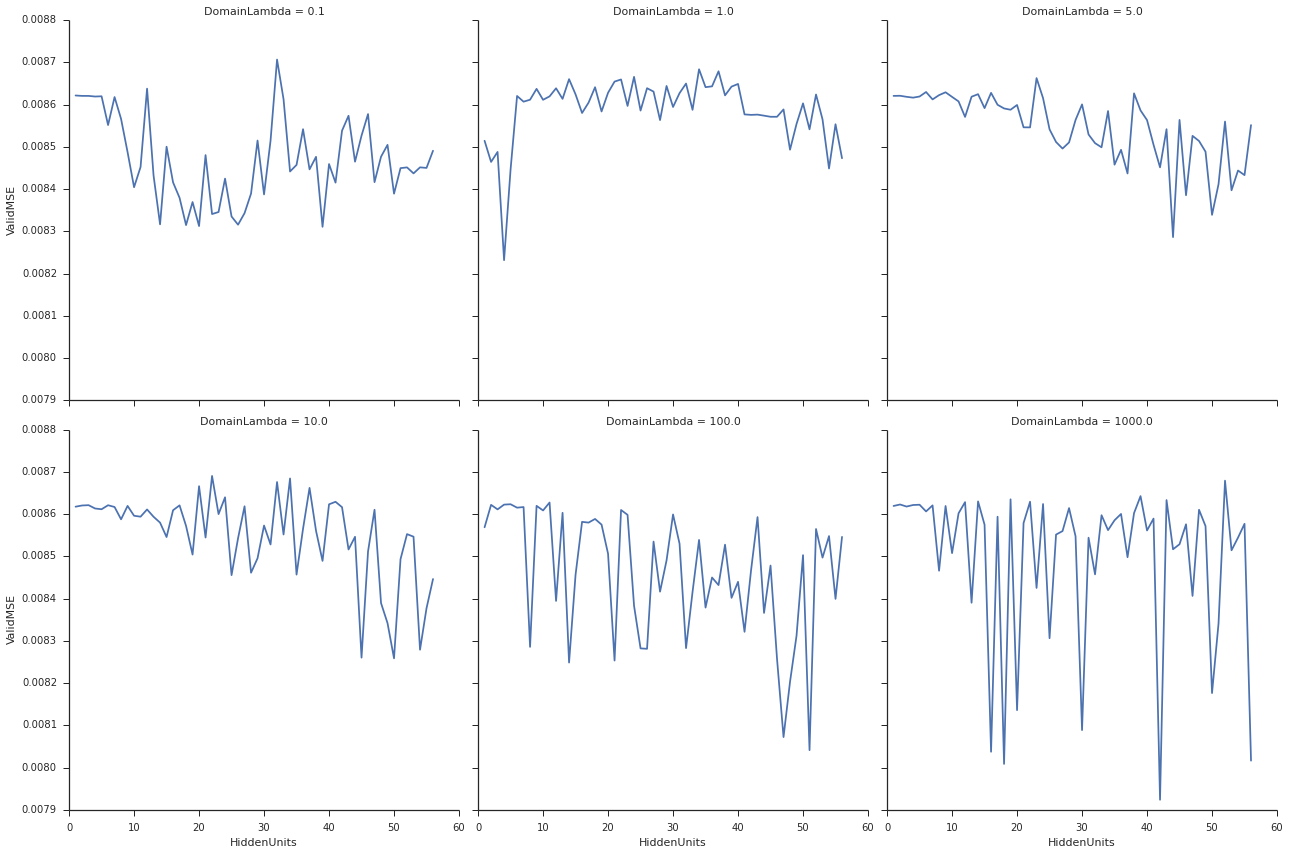 DomainLambda = 0.1
DomainLambda = 1.0
DomainLambda = 5.0
0.0088
0.0087
0.0086
0.0085
0.0084
0.0083
0.0082
0.0081
0.0080
0.0079
ValidMSE
DomainLambda = 10.0
DomainLambda = 100.0
DomainLambda = 1000.0
0.0088
0.0087
0.0086
0.0085
0.0084
0.0083
0.0082
0.0081
0.0080
0.0079
ValidMSE
0 10 20 30 40 50 60
0 10 20 30 40 50 60
0 10 20 30 40 50 60
HiddenUnits
HiddenUnits
HiddenUnits